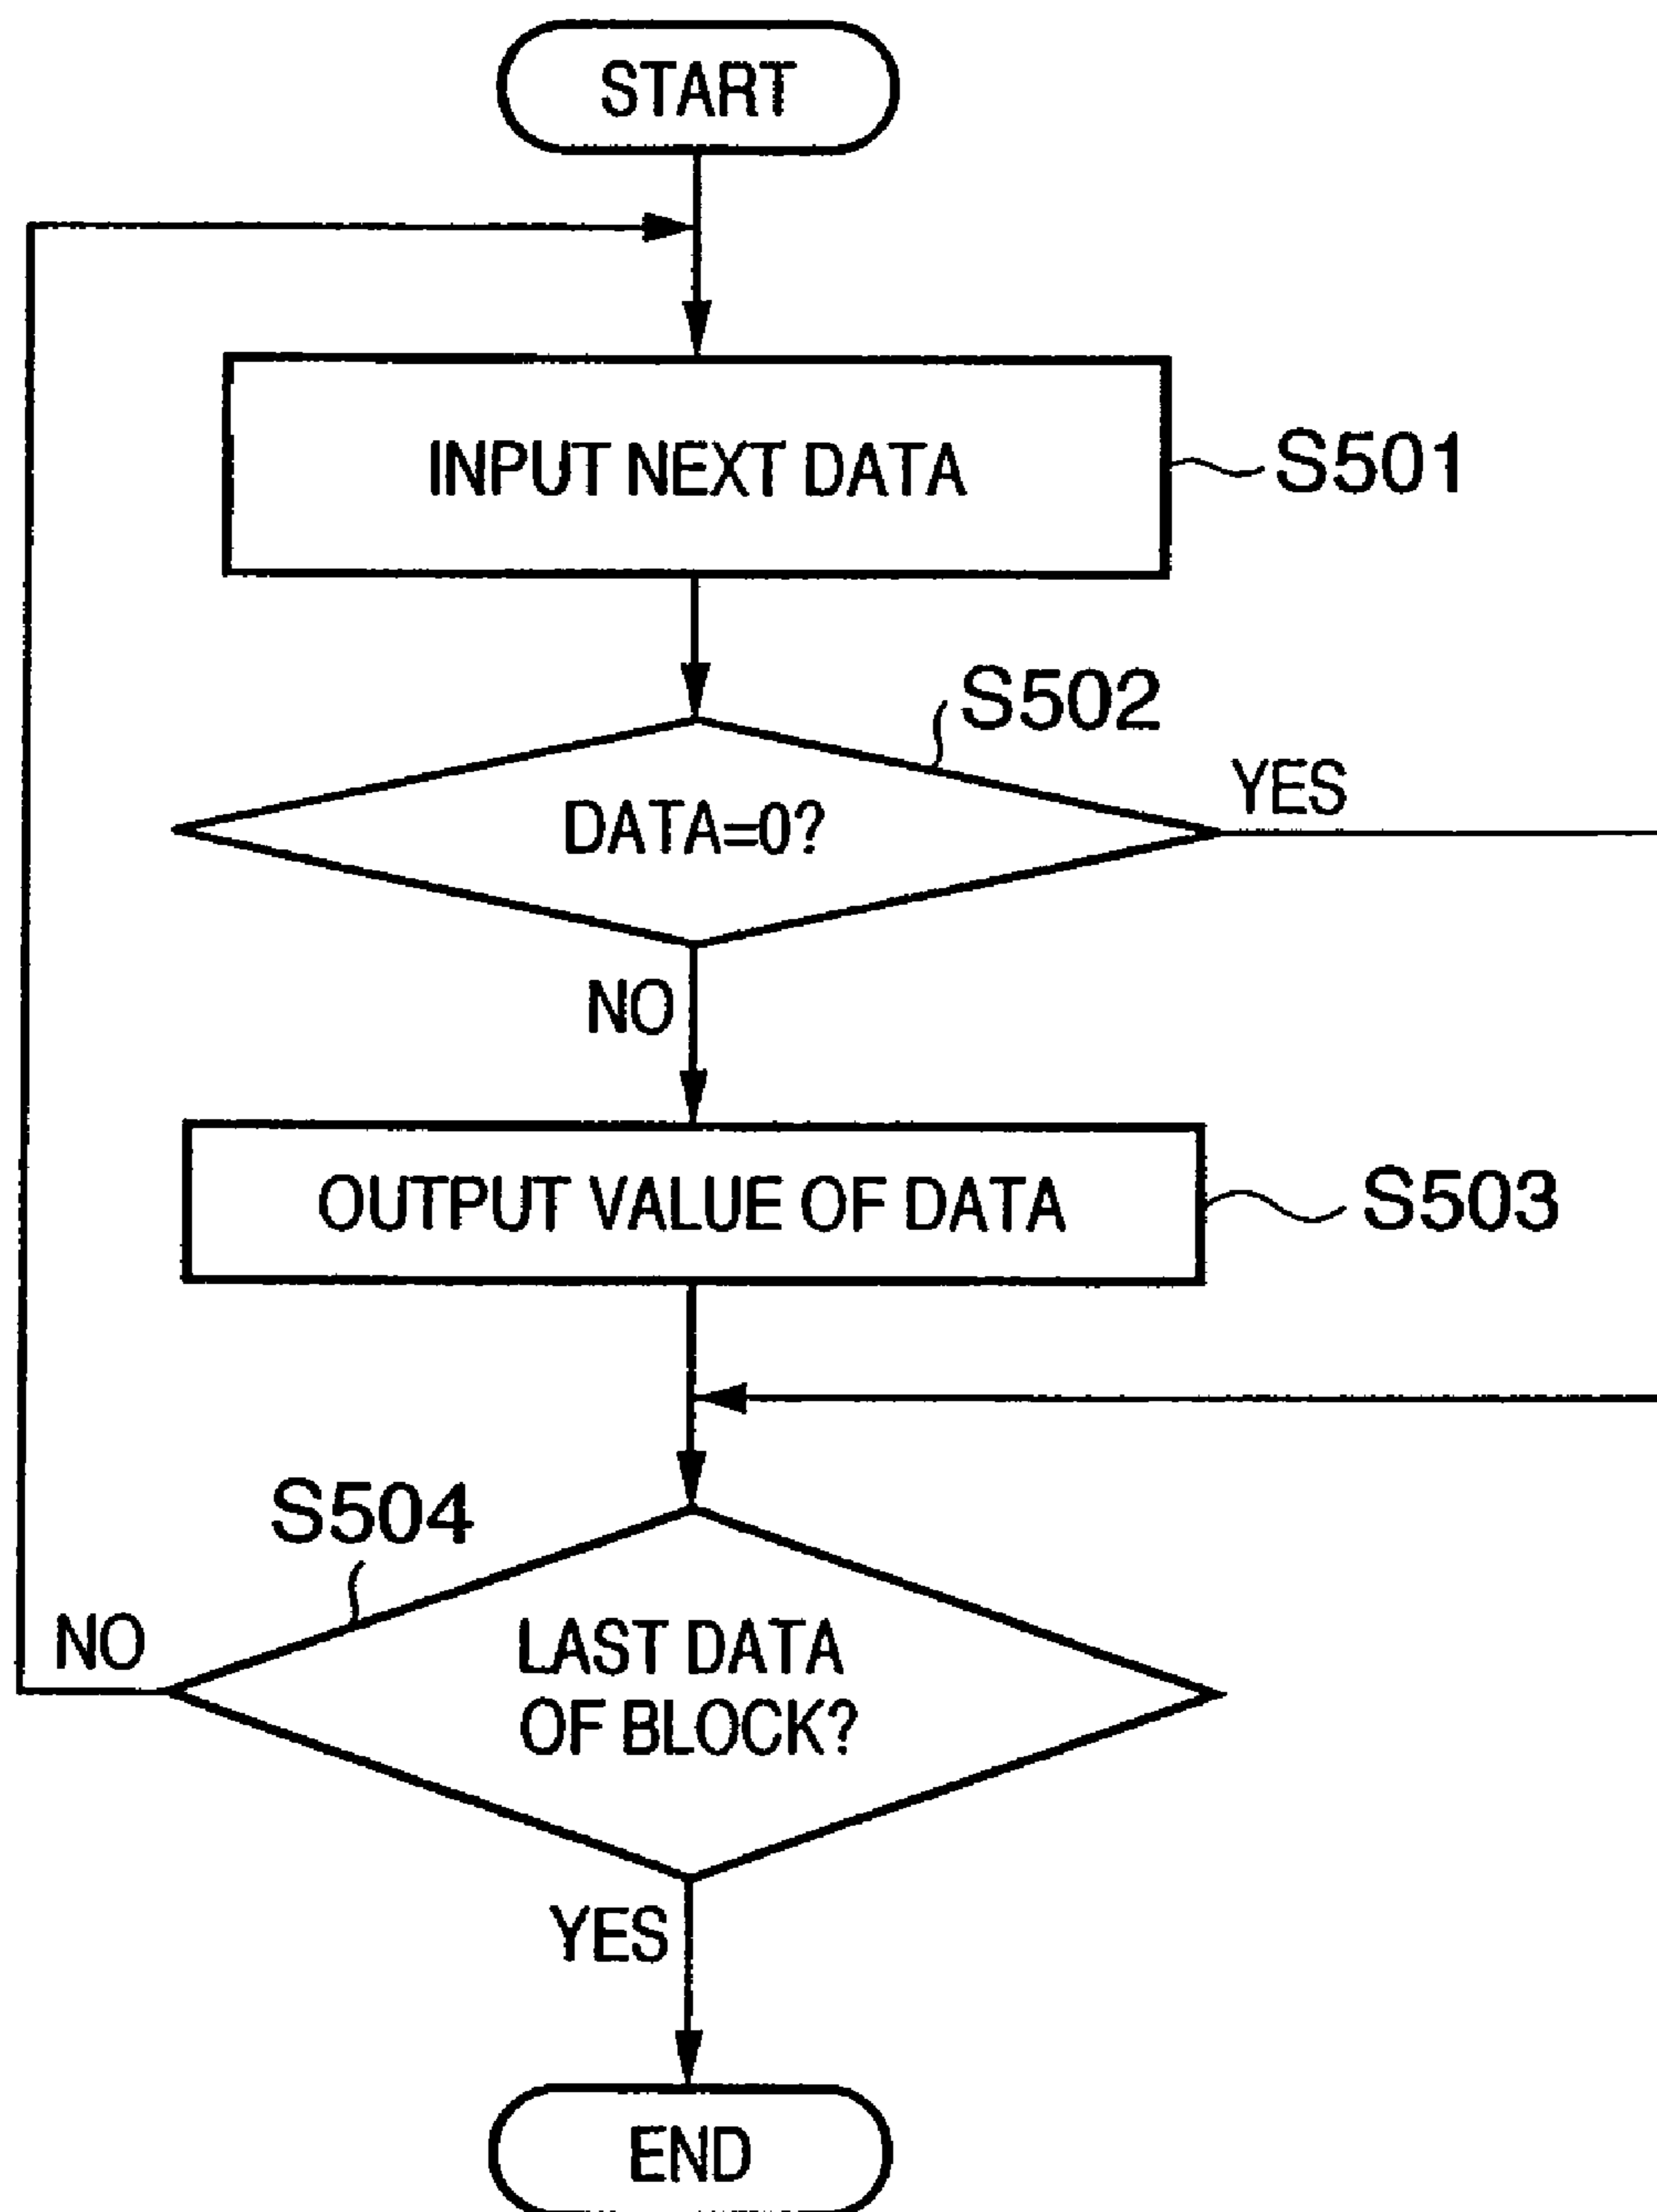 START
INPUT NEXT DATA
S501
S502
YES
DATA=0?
NO
OUTPUT VALUE OF DATA
S503
S504
NO
LAST DATA
OF BLOCK?
YES
END